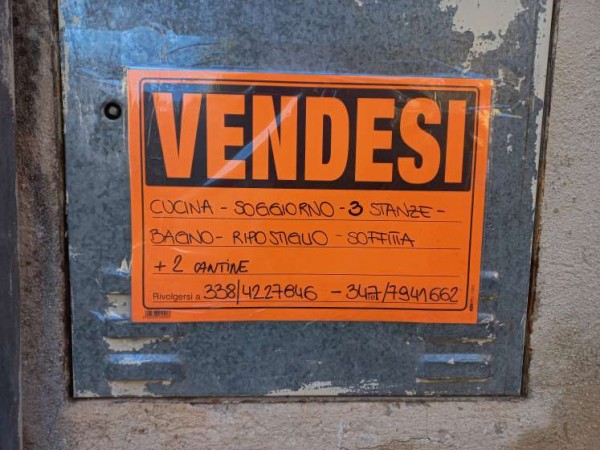 VENDESI
CUCINA - SOGGIORNO - 3 STANZE -
BAGNO - RIPOSTIGLIO - SOFFITTA
+ 2 CANTINE
Rivolgersi a 338/4227646 - 347/7941662